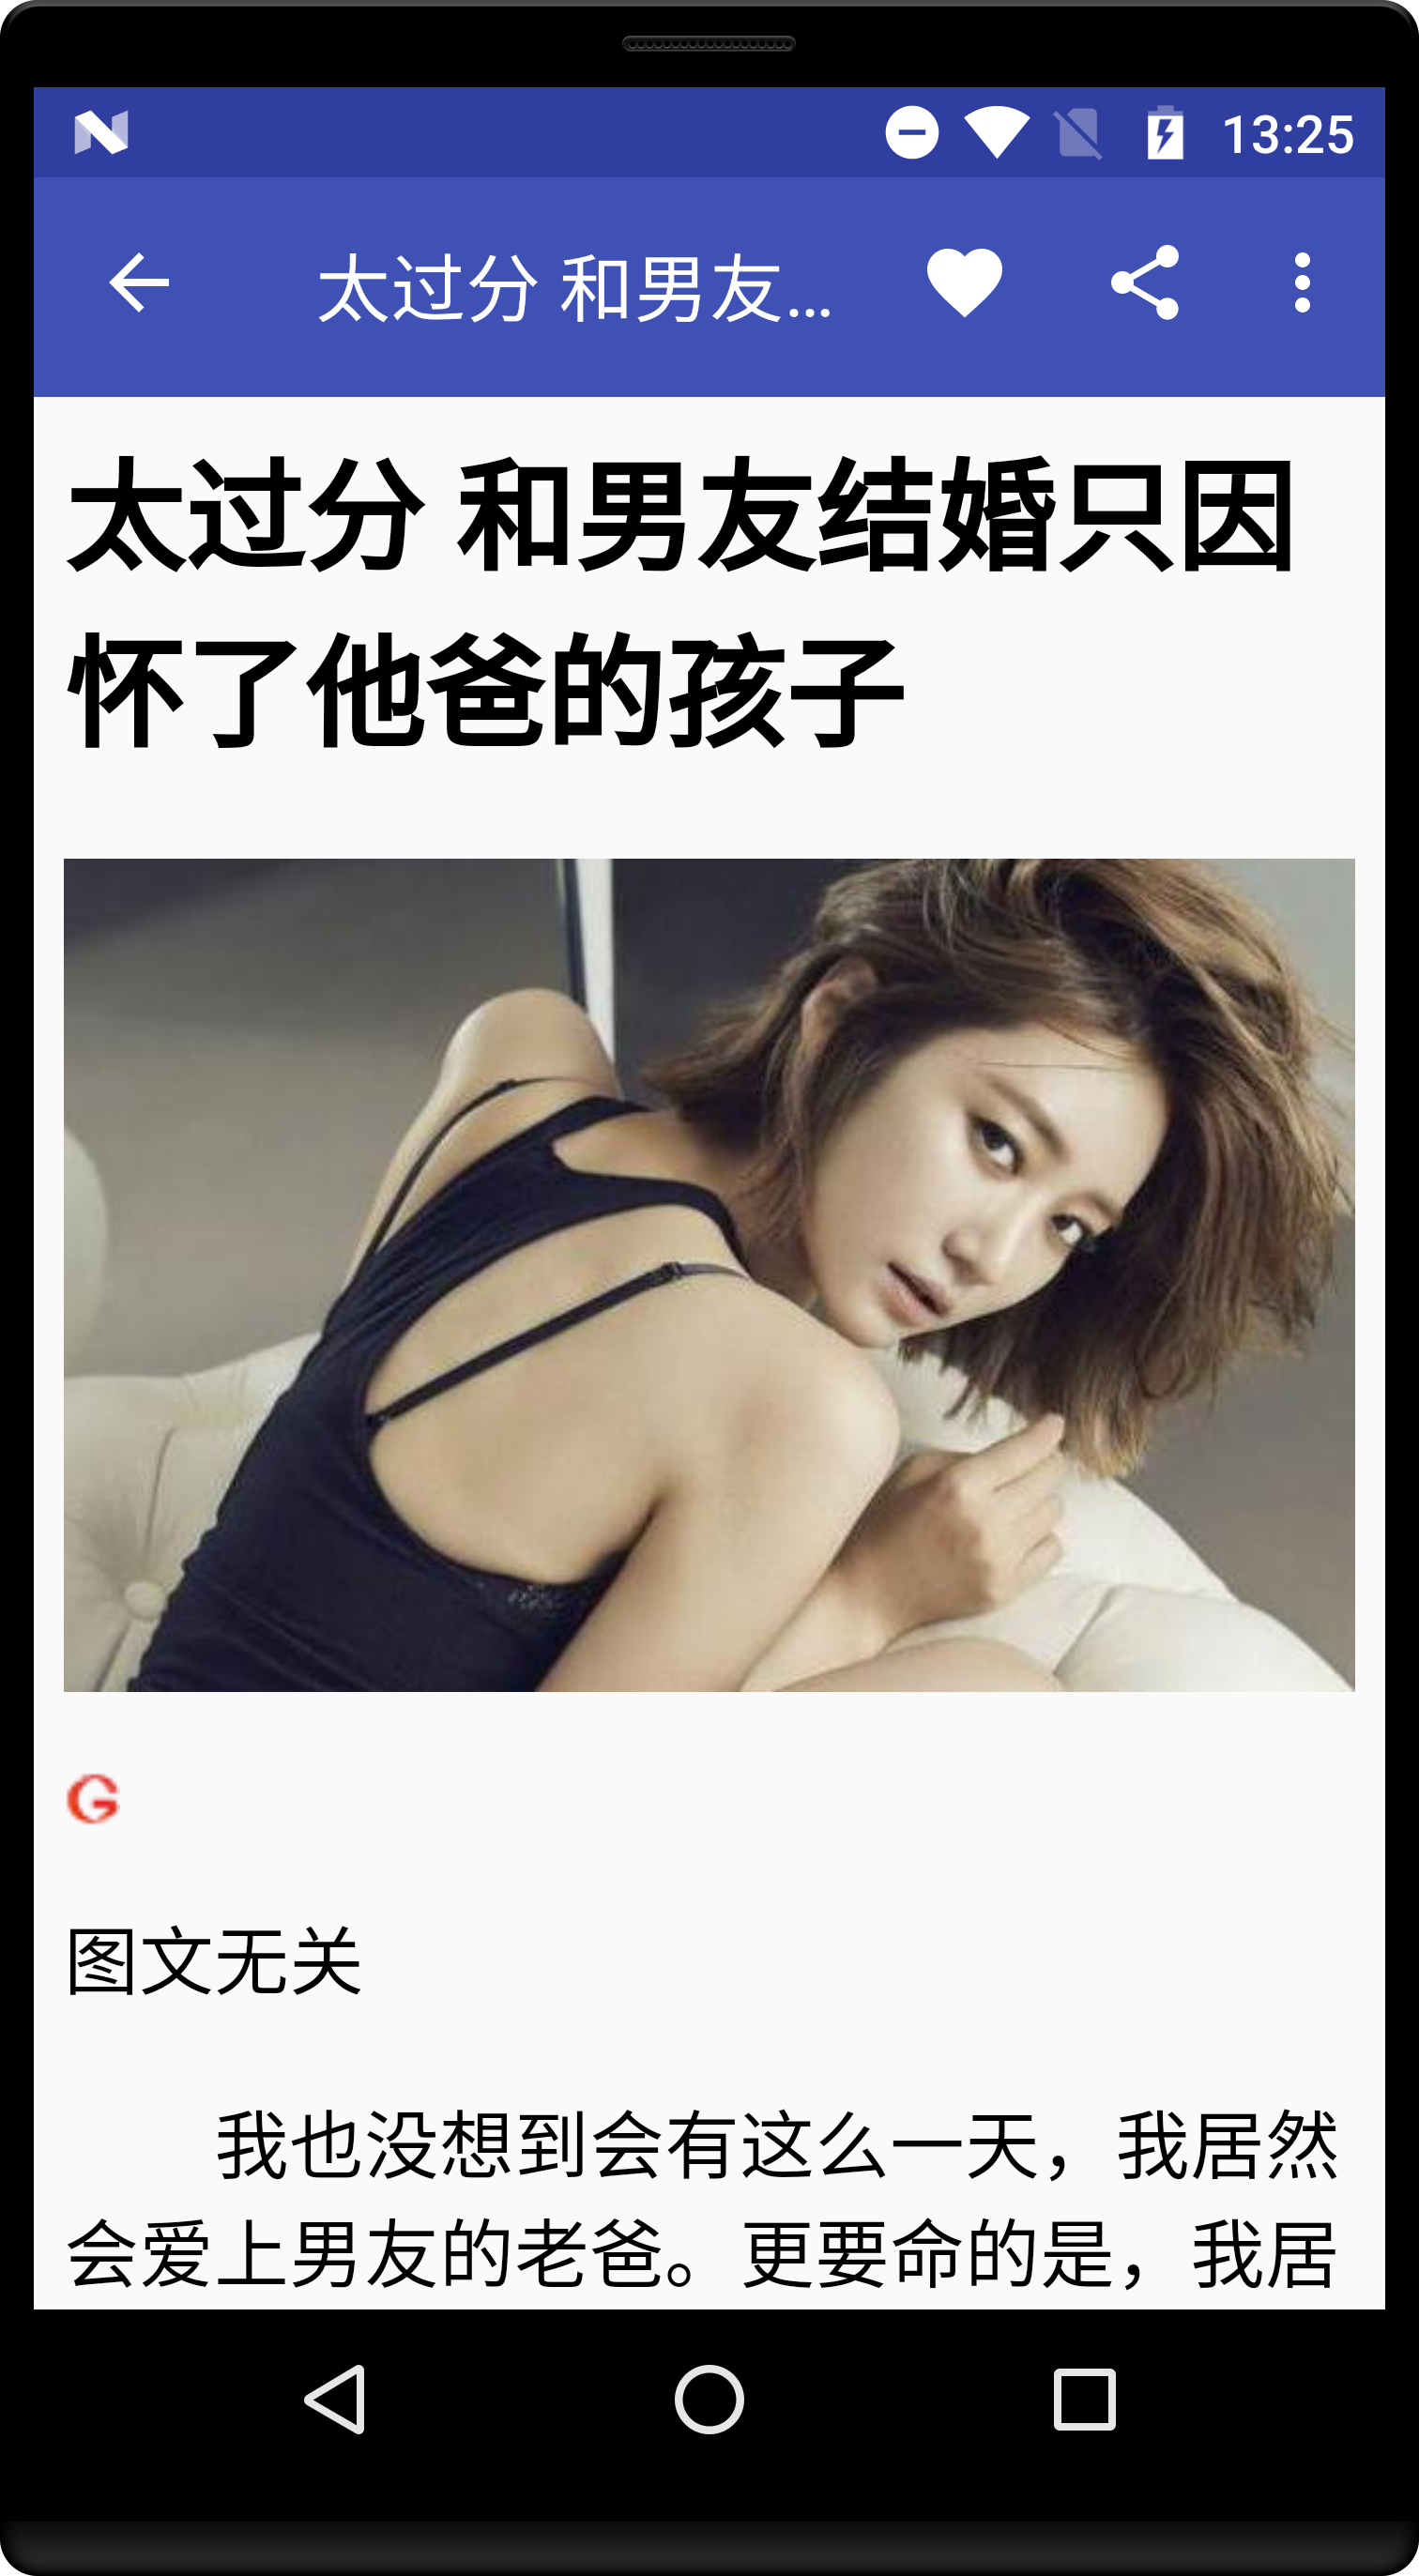 13:25
太过分 和男友...
太过分 和男友结婚只因
怀了他爸的孩子
G
图文无关
我也没想到会有这么一天，我居然
会爱上男友的老爸。更要命的是，我居